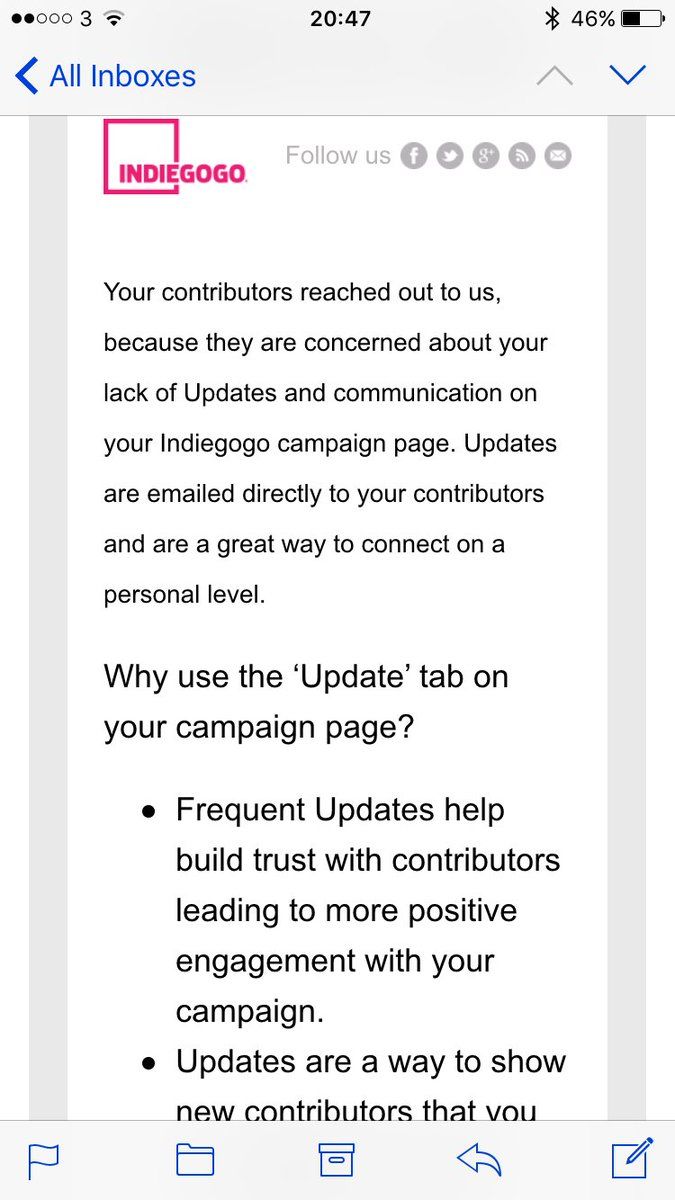 3 20:47 46%
All Inboxes
INDIEGOGO. Follow us f g+
Your contributors reached out to us,
because they are concerned about your
lack of Updates and communication on
your Indiegogo campaign page. Updates
are emailed directly to your contributors
and are a great way to connect on a
personal level.
Why use the ‘Update’ tab on
your campaign page?
● Frequent Updates help
build trust with contributors
leading to more positive
engagement with your
campaign.
● Updates are a way to show
new contributors that you